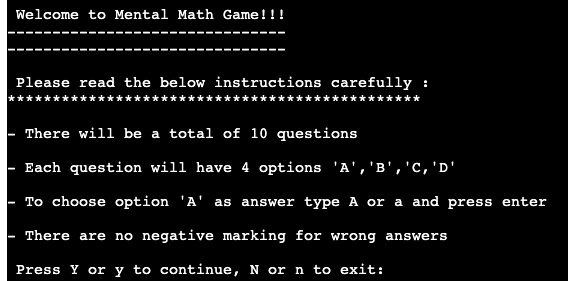 Welcome to Mental Math Game!!!
-------------------------------
-------------------------------
Please read the below instructions carefully :
***********************************************
- There will be a total of 10 questions
- Each question will have 4 options 'A','B','C,'D'
- To choose option 'A' as answer type A or a and press enter
- There are no negative marking for wrong answers
Press Y or y to continue, N or n to exit: